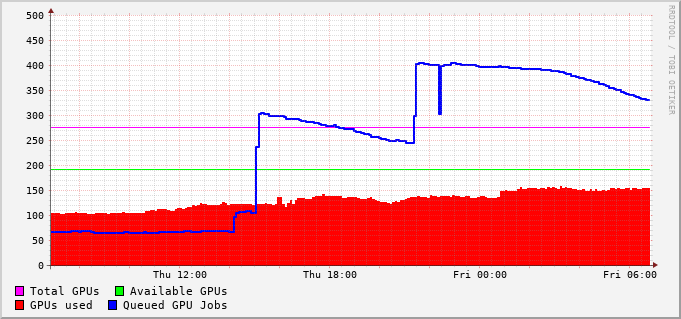 500
450
400
350
300
250
200
150
100
50
0
Thu 12:00 Thu 18:00 Fri 00:00 Fri 06:00
Total GPUs Available GPUs
GPUs used Queued GPU Jobs
RRDTOOL / TOBI OETIKER